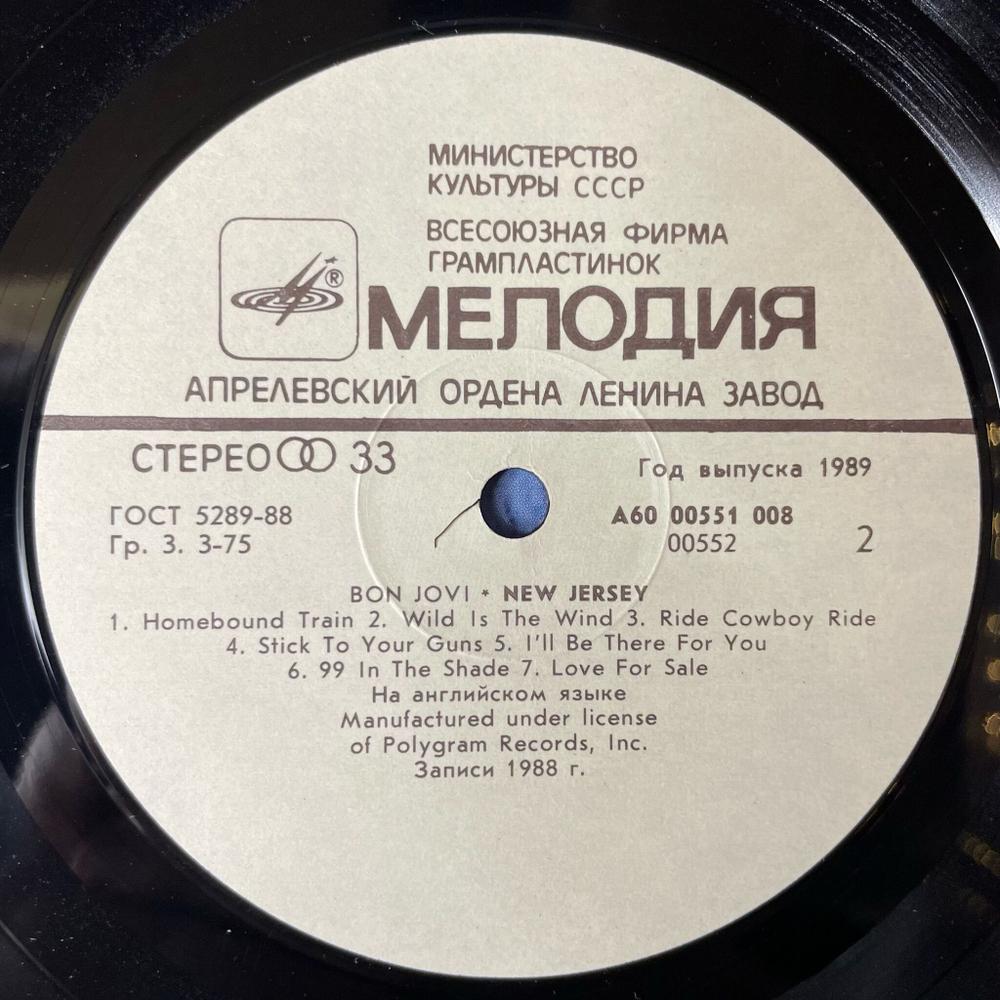 МИНИСТЕРСТВО
КУЛЬТУРЫ СССР
ВСЕСОЮЗНАЯ ФИРМА
ГРАМПЛАСТИНОК
®
МЕЛОДИЯ
АПРЕЛЕВСКИЙ ОРДЕНА ЛЕНИНА ЗАВОД
СТЕРЕО 33
Год выпуска 1989
ГОСТ 5289-88
А60 00551 008
Гр. 3. 3-75
00552
2
BON JOVI * NEW JERSEY
1. Homebound Train 2. Wild Is The Wind 3. Ride Cowboy Ride
4. Stick To Your Guns 5. I'll Be There For You
6. 99 In The Shade 7. Love For Sale
На английском языке
Manufactured under license
of Polygram Records, Inc.
Записи 1988 г.